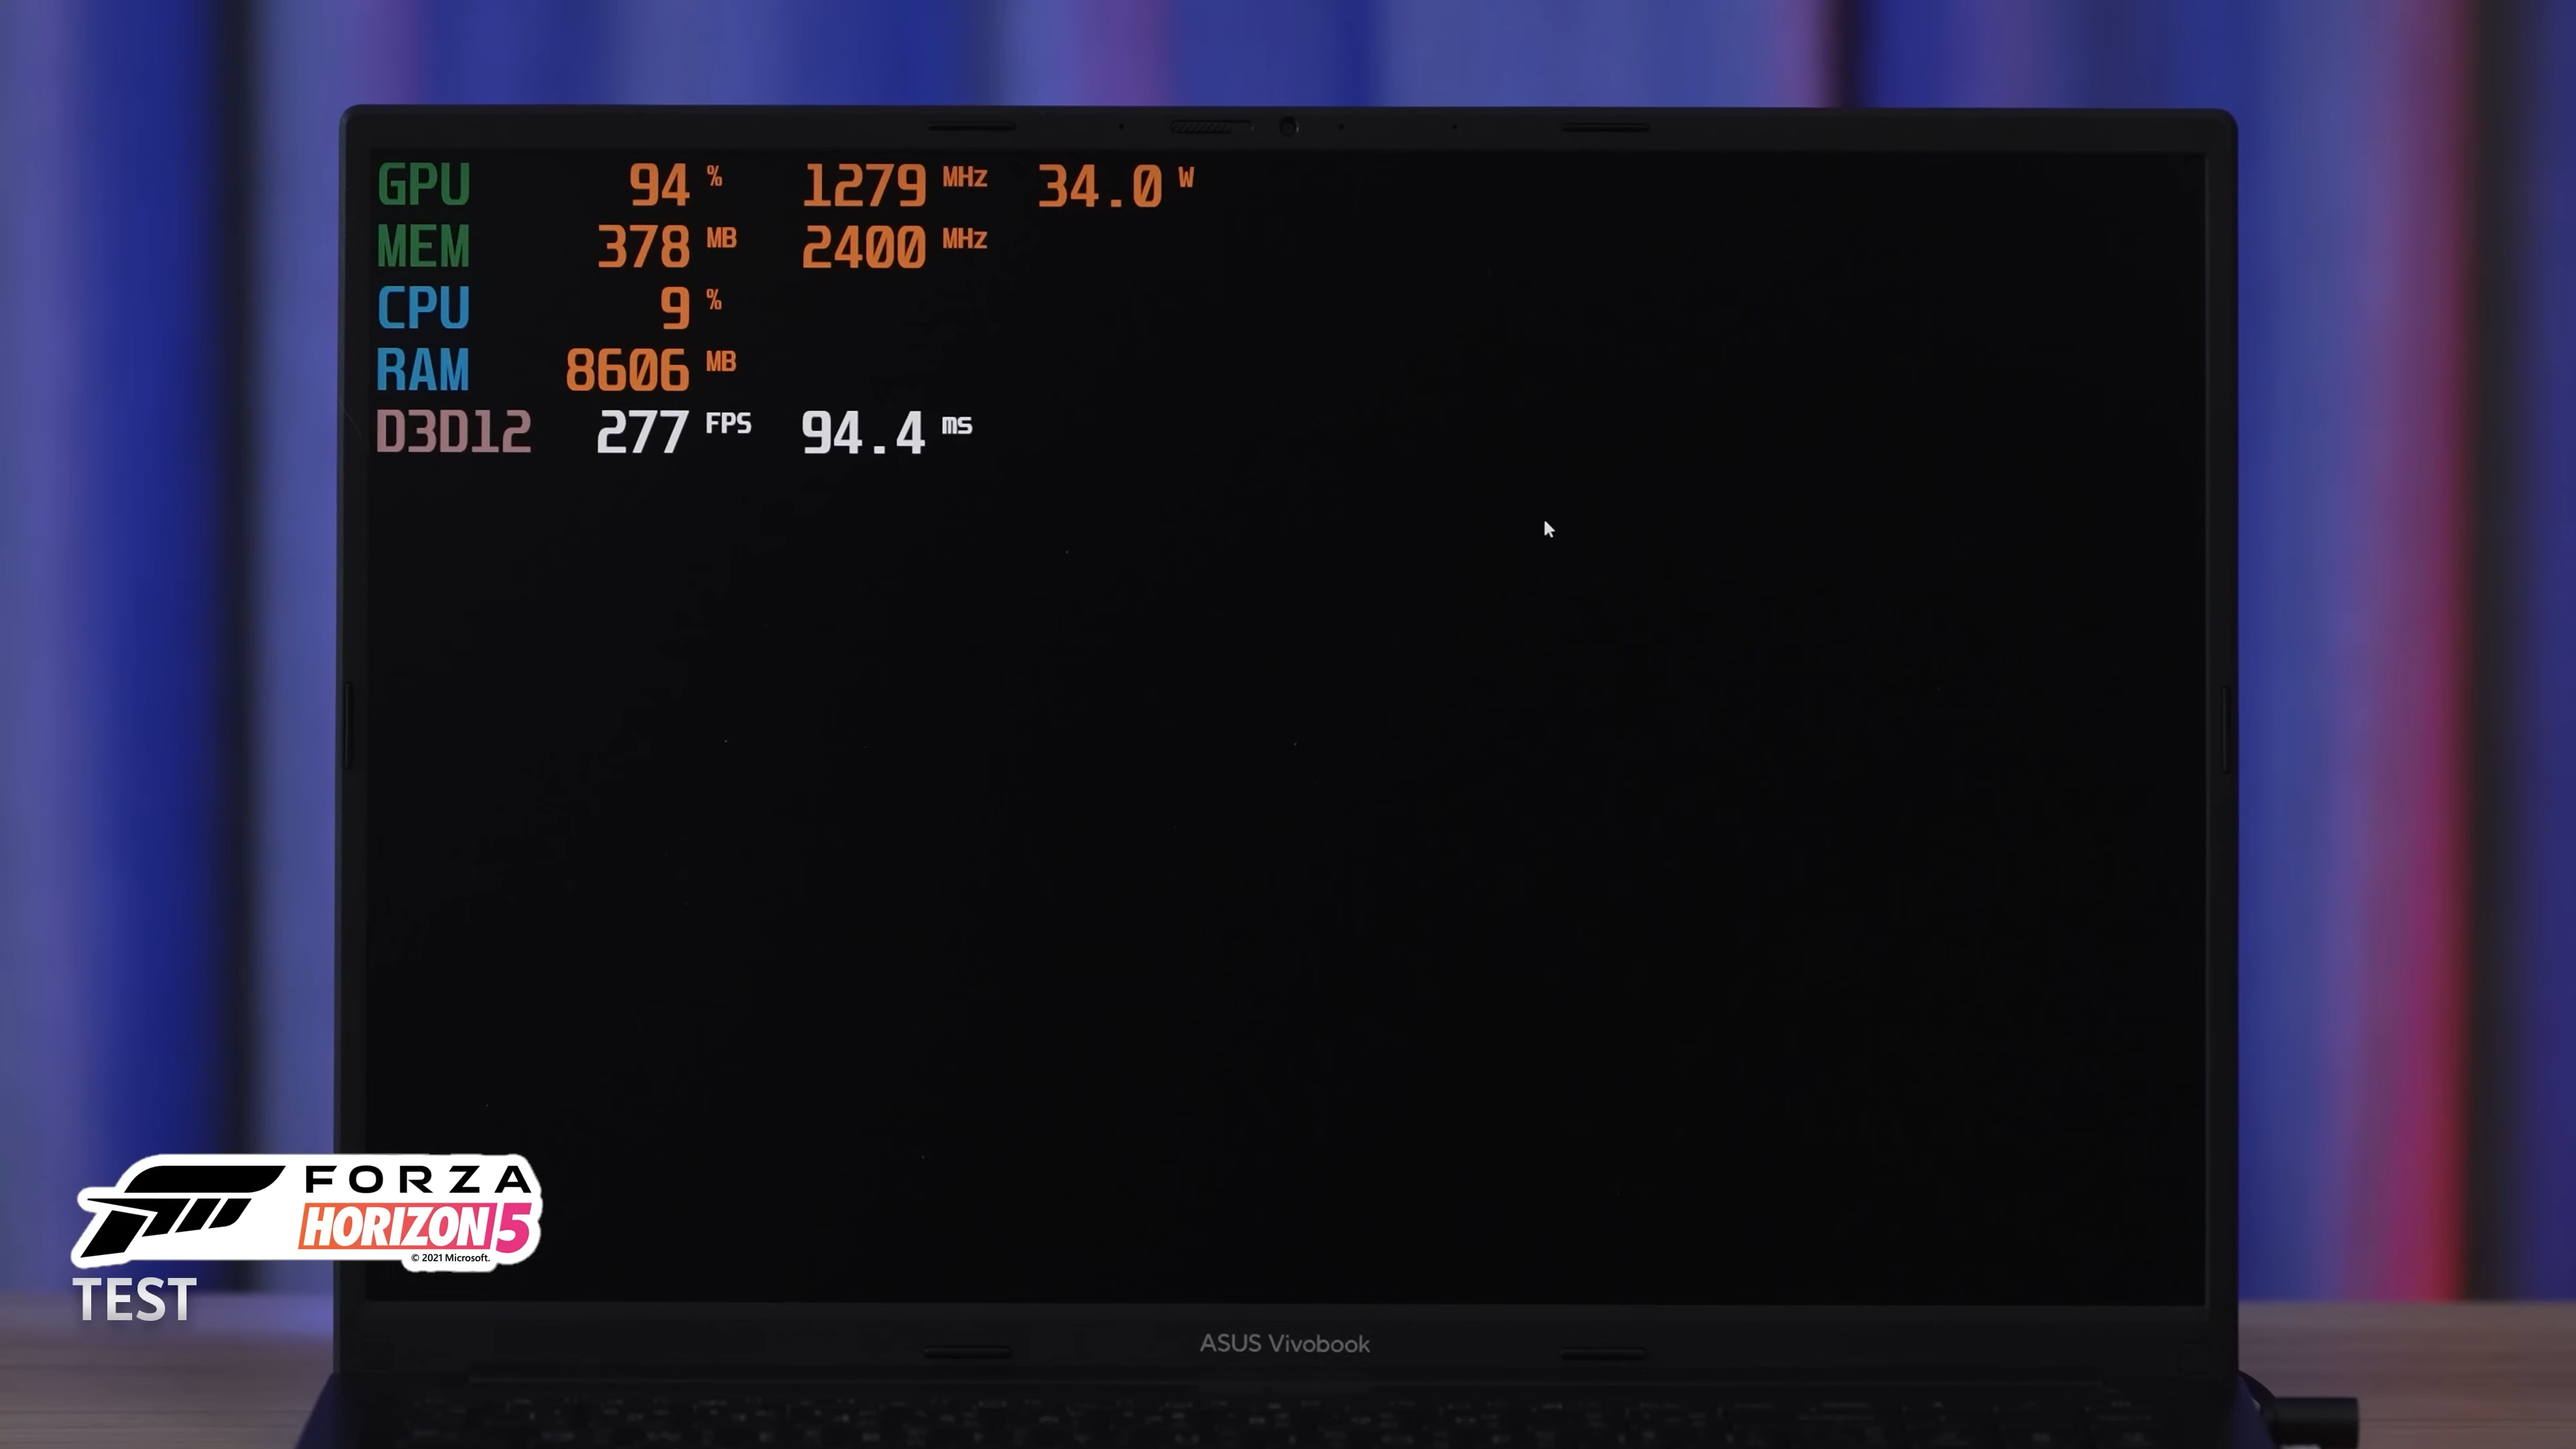 GPU 94 % 1279 MHz 34.0 W
MEM 378 MB 2400 MHz
CPU 9 %
RAM 8606 MB
D3D12 277 FPS 94.4 ms
FORZA
HORIZON 5
© 2021 Microsoft.
TEST
ASUS Vivobook